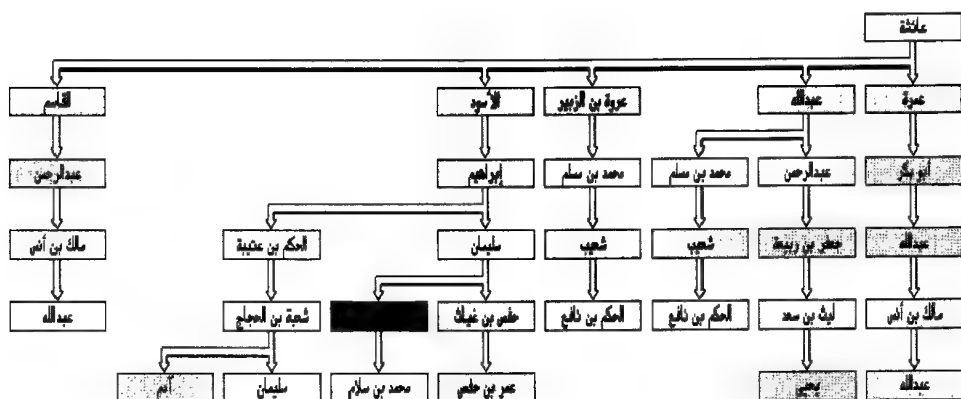 عائشة
عمرة
عبدالله
عروة بن الزبير
الأسود
القاسم
أبو بكر
عبدالرحمن
محمد بن مسلم
محمد بن مسلم
إبراهيم
عبدالرحمن
عبدالله
جعفر بن ربيعة
شعيب
شعيب
سليمان
الحكم بن عتيبة
مالك بن أنس
مالك بن أنس
ليث بن سعد
الحكم بن نافع
الحكم بن نافع
حفص بن غياث
شعبة بن الحجاج
عبدالله
عبدالله
يحيى
عمر بن حفص
محمد بن سلام
سليمان
آدم